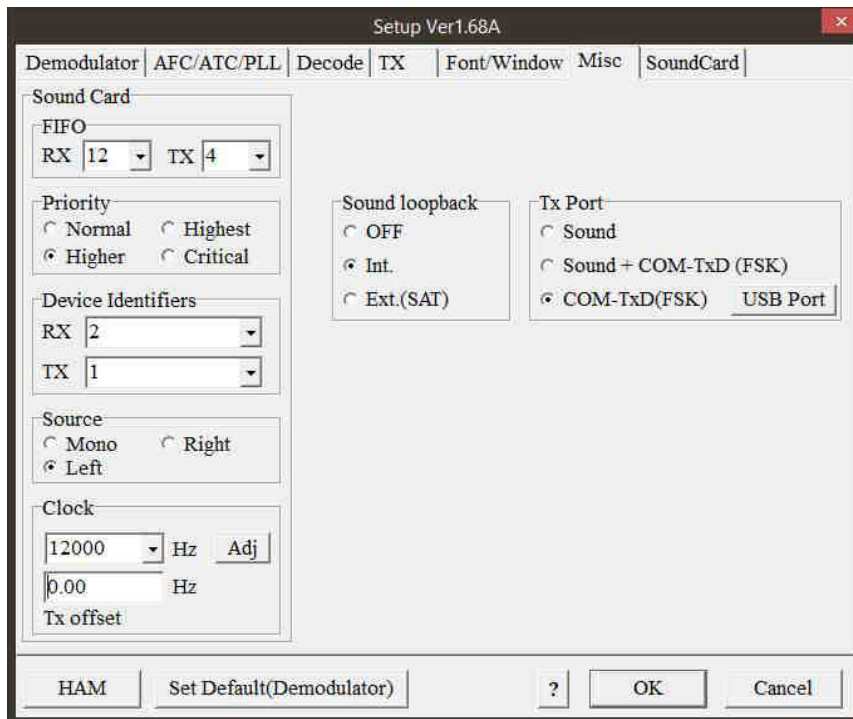 Setup Ver1.68A
Demodulator AFC/ATC/PLL Decode TX Font/Window Misc SoundCard
Sound Card
FIFO
RX 12 TX 4
Priority
Normal Highest
Higher Critical
Device Identifiers
RX 2
TX 1
Source
Mono Right
Left
Clock
12000 Hz Adj
0.00 Hz
Tx offset
Sound loopback
OFF
Int.
Ext.(SAT)
Tx Port
Sound
Sound + COM-TxD (FSK)
COM-TxD(FSK) USB Port
HAM Set Default(Demodulator) ? OK Cancel